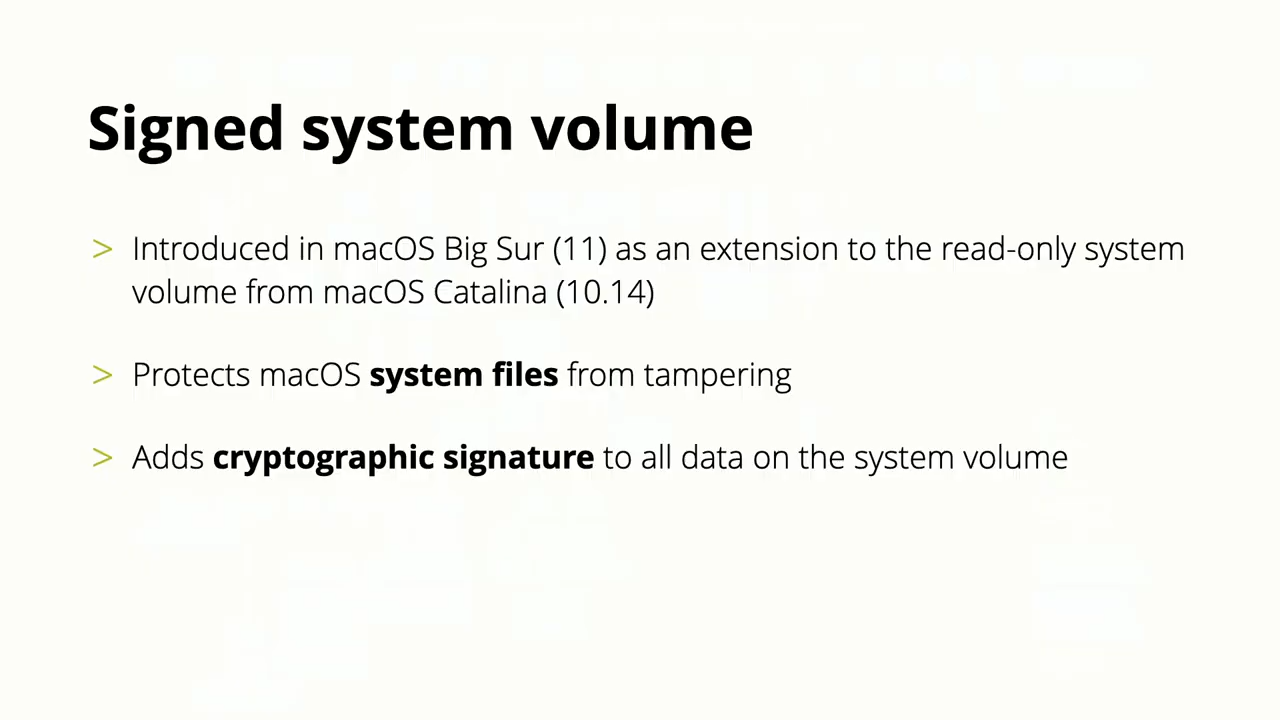 Signed system volume
> Introduced in macOS Big Sur (11) as an extension to the read-only system
volume from macOS Catalina (10.14)
> Protects macOS system files from tampering
> Adds cryptographic signature to all data on the system volume